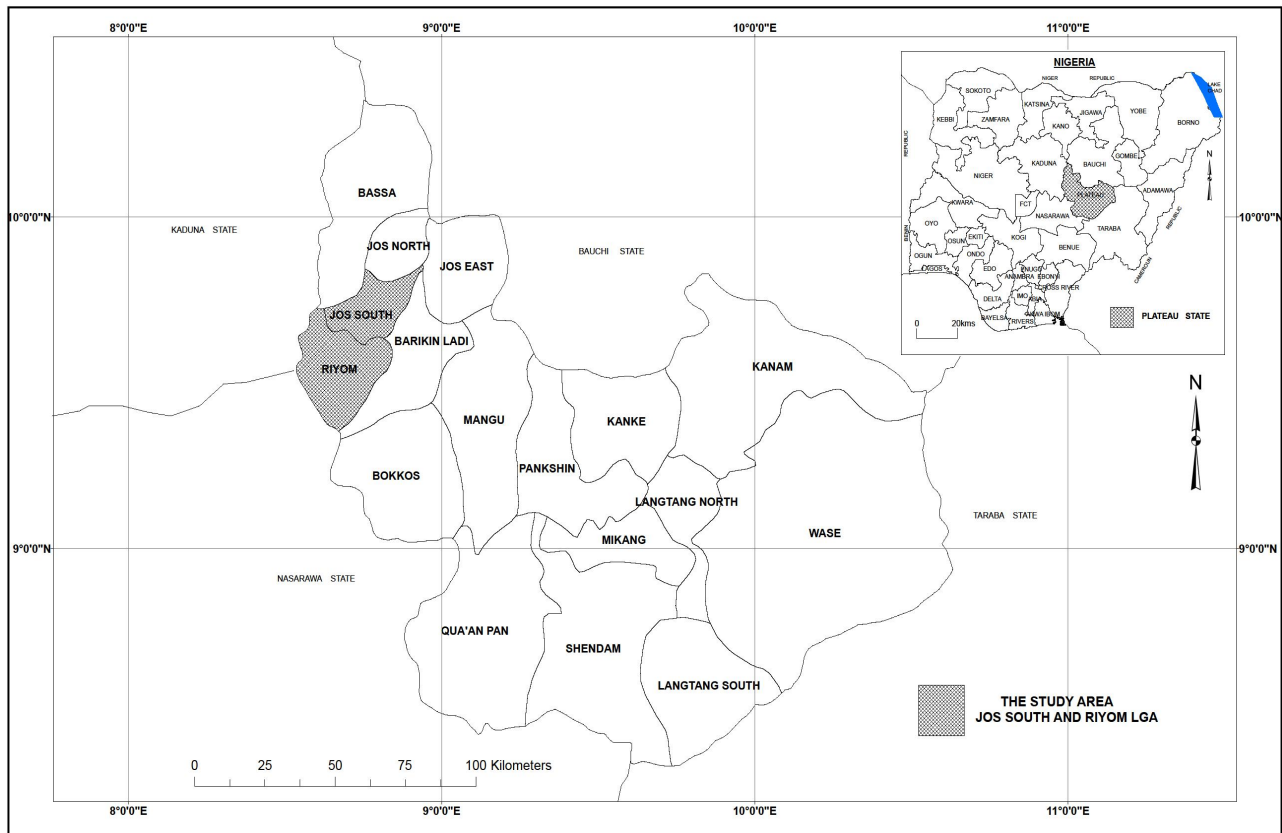 8°0'0"E 9°0'0"E 10°0'0"E 11°0'0"E
NIGERIA
NIGER REPUBLIC
LAKE
CHAD
SOKOTO
KATSINA
JIGAWA
YOBE
BORNO
KEBBI
ZAMFARA
KANO
REPUBLIC
GOMBE
N
KADUNA
BAUCHI
NIGER
ADAMAWA
PLATEAU
KWARA
FCT
NASARAWA
REPUBLIC
OYO
TARABA
BENIN
OSUN
EKITI
KOGI
BENUE
OGUN
ONDO
CAMEROUN
LAGOS
EDO
ENUGU
EBONYI
ANAMBRA
CROSS RIVER
DELTA
IMO
ABIA
AKWA IBOM
BAYELSA
RIVERS
0 20kms
PLATEAU STATE
BASSA
10°0'0"N 10°0'0"N
KADUNA STATE
JOS NORTH
BAUCHI STATE
JOS EAST
JOS SOUTH
BARIKIN LADI
RIYOM
KANAM
N
MANGU
KANKE
BOKKOS
PANKSHIN
LANGTANG NORTH
TARABA STATE
WASE
MIKANG
9°0'0"N 9°0'0"N
NASARAWA STATE
QUA'AN PAN
SHENDAM
LANGTANG SOUTH
THE STUDY AREA
JOS SOUTH AND RIYOM LGA
0 25 50 75 100 Kilometers
8°0'0"E 9°0'0"E 10°0'0"E 11°0'0"E